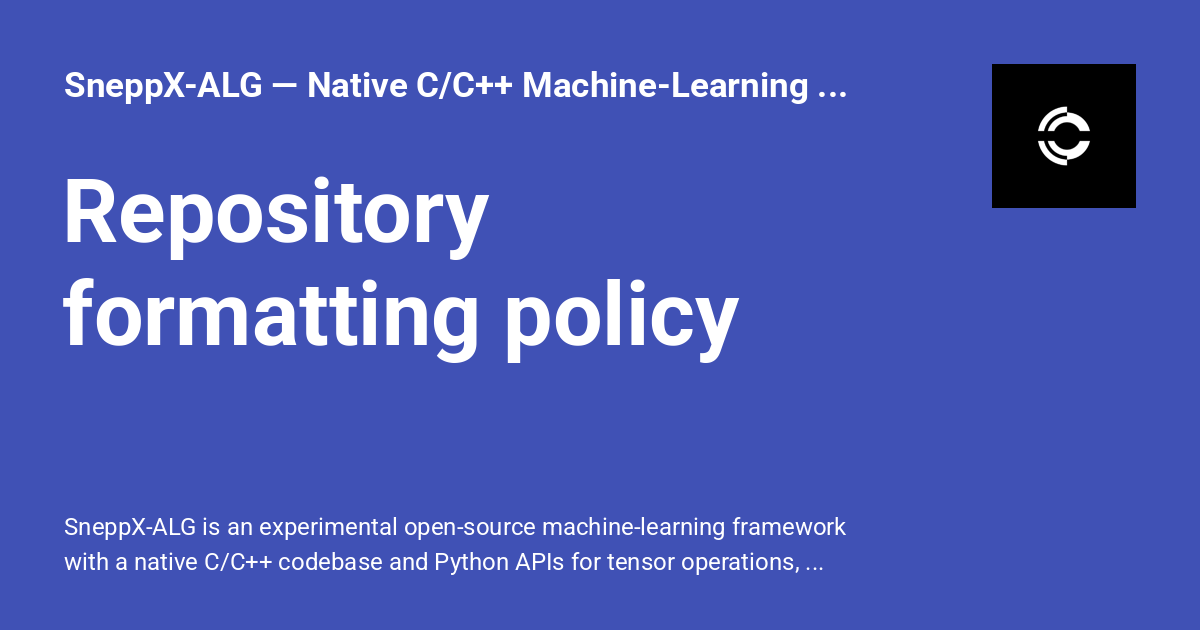 SneppX-ALG — Native C/C++ Machine-Learning ...
Repository
formatting policy
SneppX-ALG is an experimental open-source machine-learning framework
with a native C/C++ codebase and Python APIs for tensor operations, ...